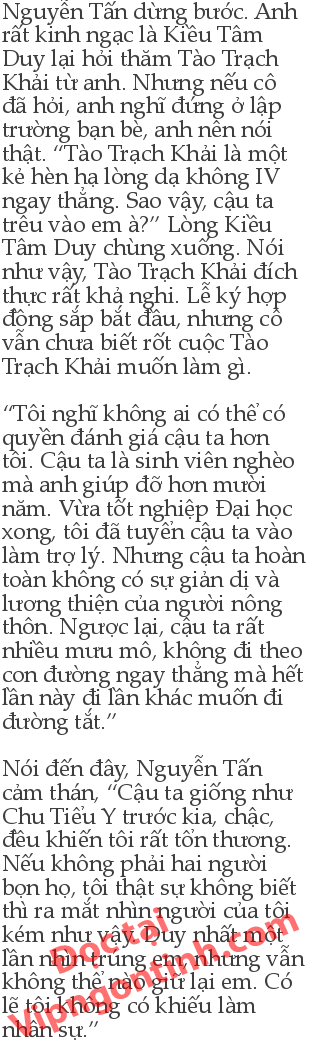 Nguyễn Tấn dừng bước. Anh
rất kinh ngạc là Kiều Tâm
Duy lại hỏi thăm Tào Trạch
Khải từ anh. Nhưng nếu cô
đã hỏi, anh nghĩ đứng ở lập
trường bạn bè, anh nên nói
thật. “Tào Trạch Khải là một
kẻ hèn hạ lòng dạ không IV
ngay thẳng. Sao vậy, cậu ta
trêu vào em à?” Lòng Kiều
Tâm Duy chùng xuống. Nói
như vậy, Tào Trạch Khải đích
thực rất khả nghi. Lễ ký hợp
đồng sắp bắt đầu, nhưng cô
vẫn chưa biết rốt cuộc Tào
Trạch Khải muốn làm gì.
“Tôi nghĩ không ai có thể có
quyền đánh giá cậu ta hơn
tôi. Cậu ta là sinh viên nghèo
mà anh giúp đỡ hơn mười
năm. Vừa tốt nghiệp Đại học
xong, tôi đã tuyển cậu ta vào
làm trợ lý. Nhưng cậu ta hoàn
toàn không có sự giản dị và
lương thiện của người nông
thôn. Ngược lại, cậu ta rất
nhiều mưu mô, không đi theo
con đường ngay thẳng mà hết
lần này đi lần khác muốn đi
đường tắt.”
Nói đến đây, Nguyễn Tấn
cảm thán, “Cậu ta giống như
Chu Tiểu Y trước kia, chậc,
đều khiến tôi rất tổn thương.
Nếu không phải hai người
bọn họ, tôi thật sự không biết
thì ra mắt nhìn người của tôi
kém như vậy. Duy nhất một
lần nhìn trúng em nhưng vẫn
không thể nào giữ lại em. Có
lẽ tôi không có khiếu làm
nhân sự.”
Đọc tại
Vipngontinh.com